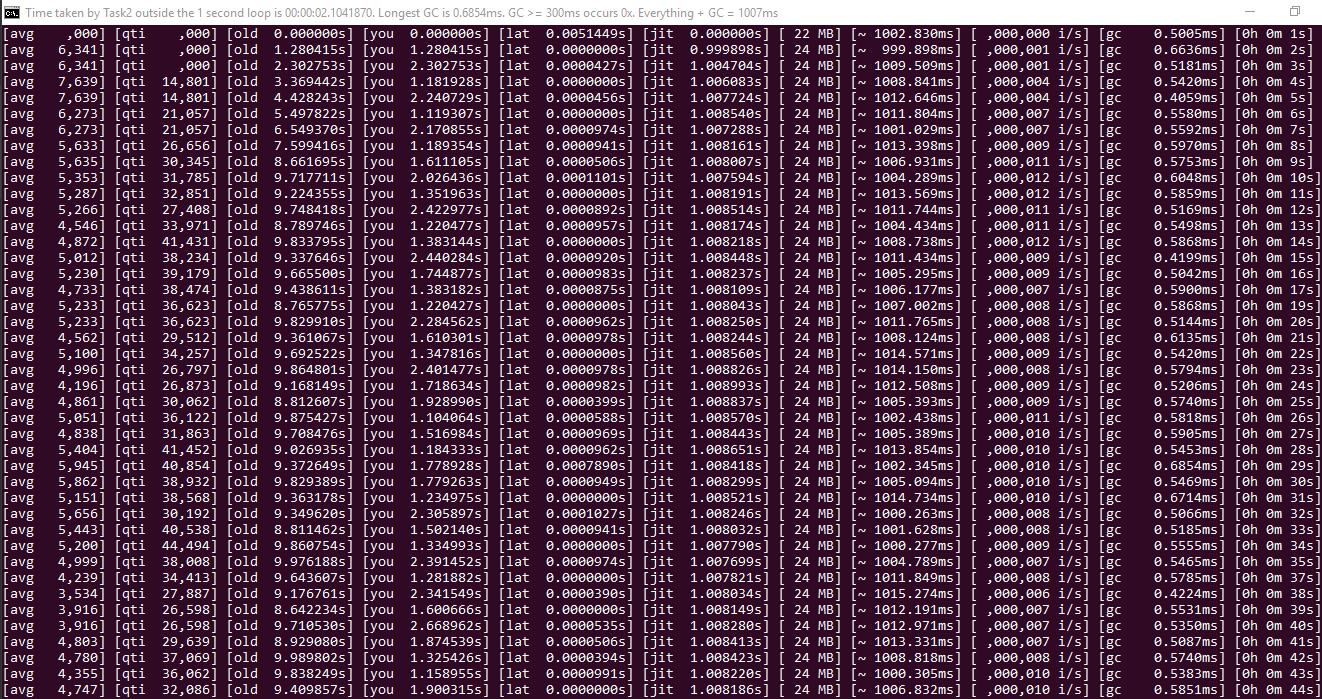 Time taken by Task2 outside the 1 second loop is 00:00:02.1041870. Longest GC is 0.6854ms. GC >= 300ms occurs 0x. Everything + GC = 1007ms
[avg    ,000] [qti    ,000] [old  0.000000s] [you  0.000000s] [lat  0.0051449s] [jit  0.000000s] [ 22 MB] [~ 1002.830ms] [ ,000,000 i/s] [gc    0.5005ms] [0h 0m 1s]
[avg   6,341] [qti    ,000] [old  1.280415s] [you  1.280415s] [lat  0.0000000s] [jit  0.999898s] [ 24 MB] [~  999.898ms] [ ,000,001 i/s] [gc    0.6636ms] [0h 0m 2s]
[avg   6,341] [qti    ,000] [old  2.302753s] [you  2.302753s] [lat  0.0000427s] [jit  1.004704s] [ 24 MB] [~ 1009.509ms] [ ,000,001 i/s] [gc    0.5181ms] [0h 0m 3s]
[avg   7,639] [qti  14,801] [old  3.369442s] [you  1.181928s] [lat  0.0000000s] [jit  1.006083s] [ 24 MB] [~ 1008.841ms] [ ,000,004 i/s] [gc    0.5420ms] [0h 0m 4s]
[avg   7,639] [qti  14,801] [old  4.428243s] [you  2.240729s] [lat  0.0000456s] [jit  1.007724s] [ 24 MB] [~ 1012.646ms] [ ,000,004 i/s] [gc    0.4059ms] [0h 0m 5s]
[avg   6,273] [qti  21,057] [old  5.497822s] [you  1.119307s] [lat  0.0000000s] [jit  1.008540s] [ 24 MB] [~ 1011.804ms] [ ,000,007 i/s] [gc    0.5580ms] [0h 0m 6s]
[avg   6,273] [qti  21,057] [old  6.549370s] [you  2.170855s] [lat  0.0000974s] [jit  1.007288s] [ 24 MB] [~ 1001.029ms] [ ,000,007 i/s] [gc    0.5592ms] [0h 0m 7s]
[avg   5,633] [qti  26,656] [old  7.599416s] [you  1.189354s] [lat  0.0000941s] [jit  1.008161s] [ 24 MB] [~ 1013.398ms] [ ,000,009 i/s] [gc    0.5970ms] [0h 0m 8s]
[avg   5,635] [qti  30,345] [old  8.661695s] [you  1.611105s] [lat  0.0000506s] [jit  1.008007s] [ 24 MB] [~ 1006.931ms] [ ,000,011 i/s] [gc    0.5753ms] [0h 0m 9s]
[avg   5,353] [qti  31,785] [old  9.717711s] [you  2.026436s] [lat  0.0001101s] [jit  1.007594s] [ 24 MB] [~ 1004.289ms] [ ,000,012 i/s] [gc    0.6048ms] [0h 0m 10s]
[avg   5,287] [qti  32,851] [old  9.224355s] [you  1.351963s] [lat  0.0000000s] [jit  1.008191s] [ 24 MB] [~ 1013.569ms] [ ,000,012 i/s] [gc    0.5859ms] [0h 0m 11s]
[avg   5,266] [qti  27,408] [old  9.748418s] [you  2.422977s] [lat  0.0000892s] [jit  1.008514s] [ 24 MB] [~ 1011.744ms] [ ,000,011 i/s] [gc    0.5169ms] [0h 0m 12s]
[avg   4,546] [qti  33,971] [old  8.789746s] [you  1.220477s] [lat  0.0000957s] [jit  1.008174s] [ 24 MB] [~ 1004.434ms] [ ,000,011 i/s] [gc    0.5498ms] [0h 0m 13s]
[avg   4,872] [qti  41,431] [old  9.833795s] [you  1.383144s] [lat  0.0000000s] [jit  1.008218s] [ 24 MB] [~ 1008.738ms] [ ,000,012 i/s] [gc    0.5868ms] [0h 0m 14s]
[avg   5,012] [qti  38,234] [old  9.337646s] [you  2.440284s] [lat  0.0000920s] [jit  1.008448s] [ 24 MB] [~ 1011.434ms] [ ,000,009 i/s] [gc    0.4199ms] [0h 0m 15s]
[avg   5,230] [qti  39,179] [old  9.665500s] [you  1.744877s] [lat  0.0000983s] [jit  1.008237s] [ 24 MB] [~ 1005.295ms] [ ,000,009 i/s] [gc    0.5042ms] [0h 0m 16s]
[avg   4,733] [qti  38,474] [old  9.438611s] [you  1.383182s] [lat  0.0000875s] [jit  1.008109s] [ 24 MB] [~ 1006.177ms] [ ,000,007 i/s] [gc    0.5900ms] [0h 0m 17s]
[avg   5,233] [qti  36,623] [old  8.765775s] [you  1.220427s] [lat  0.0000000s] [jit  1.008043s] [ 24 MB] [~ 1007.002ms] [ ,000,008 i/s] [gc    0.5868ms] [0h 0m 19s]
[avg   5,233] [qti  36,623] [old  9.829910s] [you  2.284562s] [lat  0.0000962s] [jit  1.008250s] [ 24 MB] [~ 1011.765ms] [ ,000,008 i/s] [gc    0.5144ms] [0h 0m 20s]
[avg   4,562] [qti  29,512] [old  9.361067s] [you  1.610301s] [lat  0.0000978s] [jit  1.008244s] [ 24 MB] [~ 1008.124ms] [ ,000,008 i/s] [gc    0.6135ms] [0h 0m 21s]
[avg   5,100] [qti  34,257] [old  9.692522s] [you  1.347816s] [lat  0.0000000s] [jit  1.008560s] [ 24 MB] [~ 1014.571ms] [ ,000,009 i/s] [gc    0.5420ms] [0h 0m 22s]
[avg   4,996] [qti  26,797] [old  9.864801s] [you  2.401477s] [lat  0.0000978s] [jit  1.008826s] [ 24 MB] [~ 1014.150ms] [ ,000,008 i/s] [gc    0.5794ms] [0h 0m 23s]
[avg   4,196] [qti  26,873] [old  9.168149s] [you  1.718634s] [lat  0.0000982s] [jit  1.008993s] [ 24 MB] [~ 1012.508ms] [ ,000,009 i/s] [gc    0.5206ms] [0h 0m 24s]
[avg   4,861] [qti  30,062] [old  8.812607s] [you  1.928990s] [lat  0.0000399s] [jit  1.008837s] [ 24 MB] [~ 1005.393ms] [ ,000,009 i/s] [gc    0.5740ms] [0h 0m 25s]
[avg   5,051] [qti  36,122] [old  9.875427s] [you  1.104064s] [lat  0.0000588s] [jit  1.008570s] [ 24 MB] [~ 1002.438ms] [ ,000,011 i/s] [gc    0.5818ms] [0h 0m 26s]
[avg   4,838] [qti  31,863] [old  9.708476s] [you  1.516984s] [lat  0.0000969s] [jit  1.008443s] [ 24 MB] [~ 1005.389ms] [ ,000,010 i/s] [gc    0.5905ms] [0h 0m 27s]
[avg   5,404] [qti  41,452] [old  9.026935s] [you  1.184333s] [lat  0.0000962s] [jit  1.008651s] [ 24 MB] [~ 1013.854ms] [ ,000,010 i/s] [gc    0.5453ms] [0h 0m 28s]
[avg   5,945] [qti  40,854] [old  9.372649s] [you  1.778928s] [lat  0.0007890s] [jit  1.008418s] [ 24 MB] [~ 1002.345ms] [ ,000,010 i/s] [gc    0.6854ms] [0h 0m 29s]
[avg   5,862] [qti  38,932] [old  9.829389s] [you  1.779263s] [lat  0.0000949s] [jit  1.008299s] [ 24 MB] [~ 1005.094ms] [ ,000,010 i/s] [gc    0.5469ms] [0h 0m 30s]
[avg   5,151] [qti  38,568] [old  9.363178s] [you  1.234975s] [lat  0.0000000s] [jit  1.008521s] [ 24 MB] [~ 1014.734ms] [ ,000,010 i/s] [gc    0.6714ms] [0h 0m 31s]
[avg   5,656] [qti  30,192] [old  9.349620s] [you  2.305897s] [lat  0.0001027s] [jit  1.008246s] [ 24 MB] [~ 1000.263ms] [ ,000,008 i/s] [gc    0.5066ms] [0h 0m 32s]
[avg   5,443] [qti  40,538] [old  8.811462s] [you  1.502140s] [lat  0.0000941s] [jit  1.008032s] [ 24 MB] [~ 1001.628ms] [ ,000,008 i/s] [gc    0.5185ms] [0h 0m 33s]
[avg   5,200] [qti  44,494] [old  9.860754s] [you  1.334993s] [lat  0.0000000s] [jit  1.007790s] [ 24 MB] [~ 1000.277ms] [ ,000,009 i/s] [gc    0.5555ms] [0h 0m 34s]
[avg   4,999] [qti  38,008] [old  9.976188s] [you  2.391452s] [lat  0.0000974s] [jit  1.007699s] [ 24 MB] [~ 1004.789ms] [ ,000,007 i/s] [gc    0.5465ms] [0h 0m 35s]
[avg   4,239] [qti  34,413] [old  9.643607s] [you  1.281882s] [lat  0.0000000s] [jit  1.007821s] [ 24 MB] [~ 1011.849ms] [ ,000,008 i/s] [gc    0.5785ms] [0h 0m 37s]
[avg   3,534] [qti  27,887] [old  9.176761s] [you  2.341549s] [lat  0.0000390s] [jit  1.008034s] [ 24 MB] [~ 1015.274ms] [ ,000,006 i/s] [gc    0.4224ms] [0h 0m 38s]
[avg   3,916] [qti  26,598] [old  8.642234s] [you  1.600666s] [lat  0.0000000s] [jit  1.008149s] [ 24 MB] [~ 1012.191ms] [ ,000,007 i/s] [gc    0.5531ms] [0h 0m 39s]
[avg   3,916] [qti  26,598] [old  9.710530s] [you  2.668962s] [lat  0.0000535s] [jit  1.008280s] [ 24 MB] [~ 1012.971ms] [ ,000,007 i/s] [gc    0.5350ms] [0h 0m 40s]
[avg   4,803] [qti  29,639] [old  8.929080s] [you  1.874539s] [lat  0.0000506s] [jit  1.008413s] [ 24 MB] [~ 1013.331ms] [ ,000,007 i/s] [gc    0.5087ms] [0h 0m 41s]
[avg   4,780] [qti  37,069] [old  9.989802s] [you  1.325426s] [lat  0.0000394s] [jit  1.008423s] [ 24 MB] [~ 1008.818ms] [ ,000,008 i/s] [gc    0.5740ms] [0h 0m 42s]
[avg   4,355] [qti  36,062] [old  9.838249s] [you  1.158955s] [lat  0.0000991s] [jit  1.008220s] [ 24 MB] [~ 1000.305ms] [ ,000,010 i/s] [gc    0.5383ms] [0h 0m 43s]
[avg   4,747] [qti  32,086] [old  9.409857s] [you  1.900315s] [lat  0.0000000s] [jit  1.008186s] [ 24 MB] [~ 1006.832ms] [ ,000,010 i/s] [gc    0.5851ms] [0h 0m 44s]